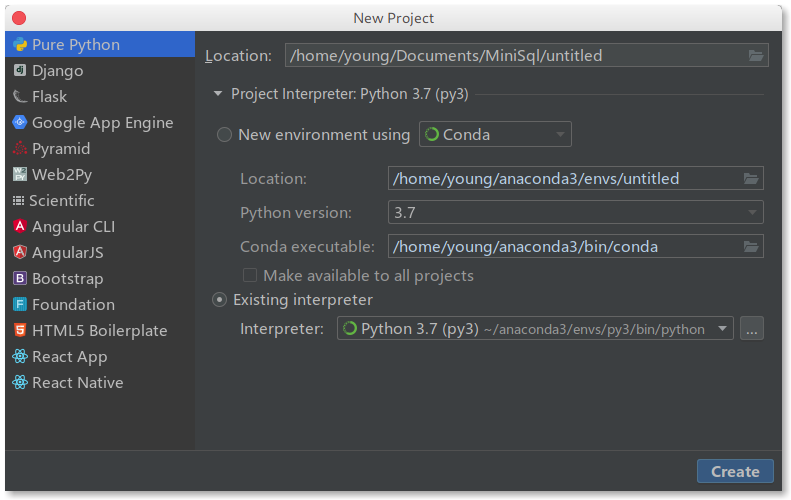 New Project
Pure Python
Django
Flask
Google App Engine
Pyramid
Web2Py
Scientific
Angular CLI
AngularJS
Bootstrap
Foundation
HTML5 Boilerplate
React App
React Native
Location: /home/young/Documents/MiniSql/untitled
Project Interpreter: Python 3.7 (py3)
New environment using Conda
Location: /home/young/anaconda3/envs/untitled
Python version: 3.7
Conda executable: /home/young/anaconda3/bin/conda
Make available to all projects
Existing interpreter
Interpreter: Python 3.7 (py3) ~/anaconda3/envs/py3/bin/python ...
Create